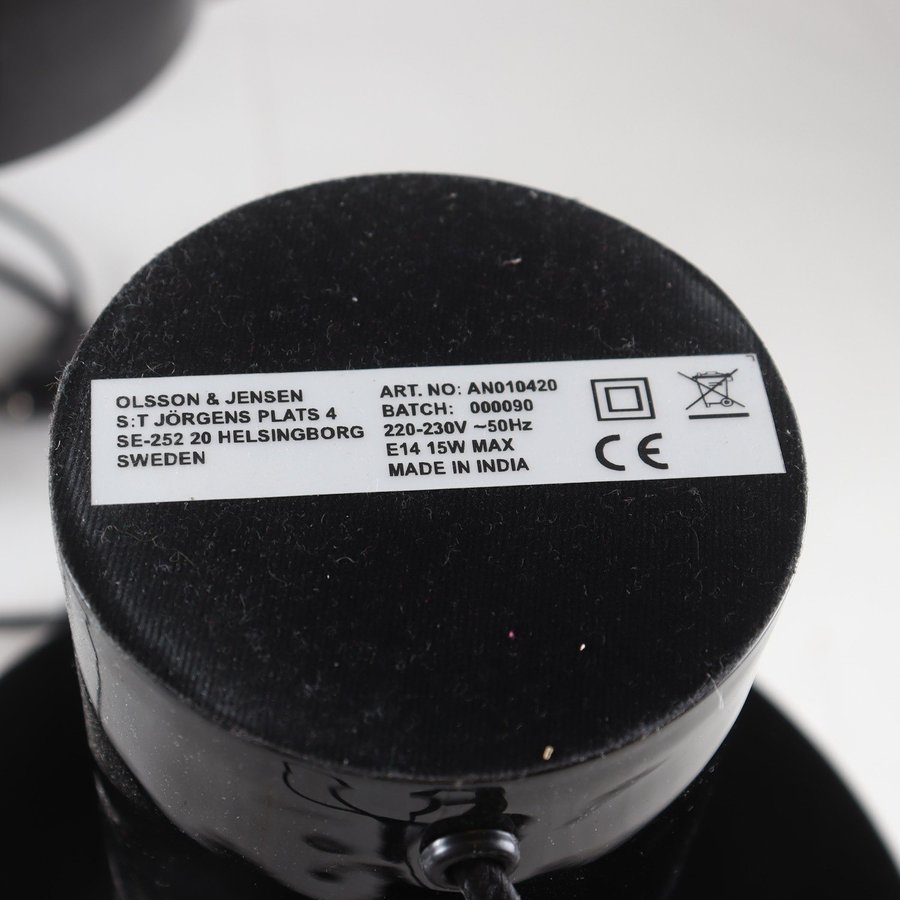 OLSSON & JENSEN
S:T JÖRGENS PLATS 4
SE-252 20 HELSINGBORG
SWEDEN
ART. NO: AN010420
BATCH: 000090
220-230V ~50Hz
E14 15W MAX
MADE IN INDIA
CE